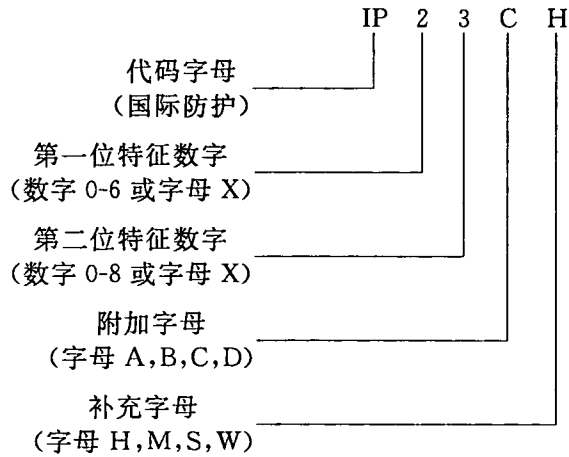 IP 2 3 C H
代码字母
(国际防护)
第一位特征数字
(数字 0-6 或字母 X)
第二位特征数字
(数字 0-8 或字母 X)
附加字母
(字母 A,B,C,D)
补充字母
(字母 H,M,S,W)